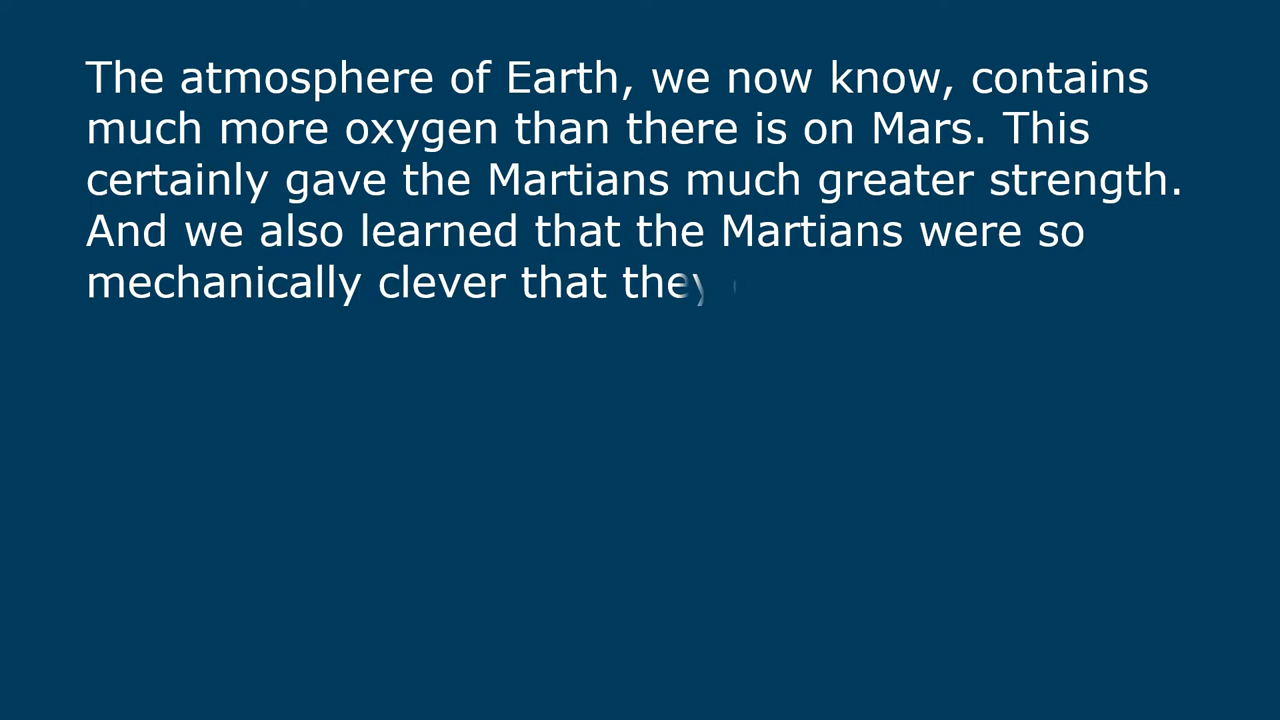 The atmosphere of Earth, we now know, contains
much more oxygen than there is on Mars. This
certainly gave the Martians much greater strength.
And we also learned that the Martians were so
mechanically clever that they